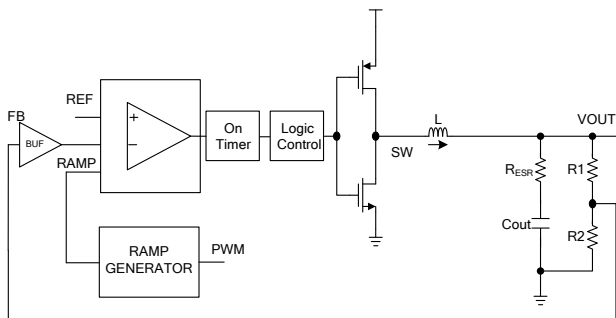 FB
BUF
REF
RAMP
+
−
On
Timer
Logic
Control
SW
L
VOUT
RESR
R1
Cout
R2
RAMP
GENERATOR
PWM